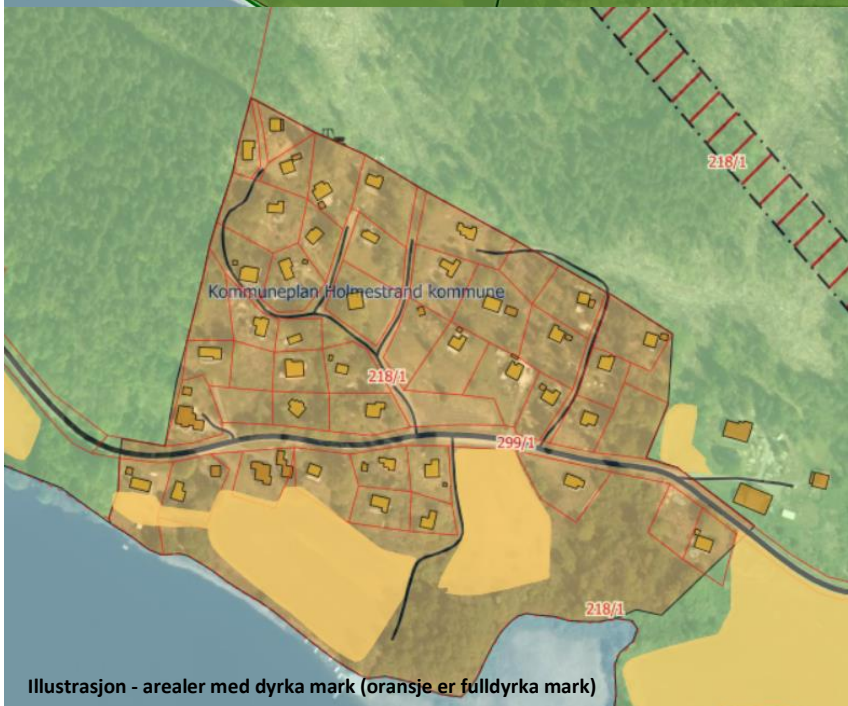 218/1
Kommuneplan Holmestrand kommune
218/1
299/1
218/1
Illustrasjon - arealer med dyrka mark (oransje er fulldyrka mark)